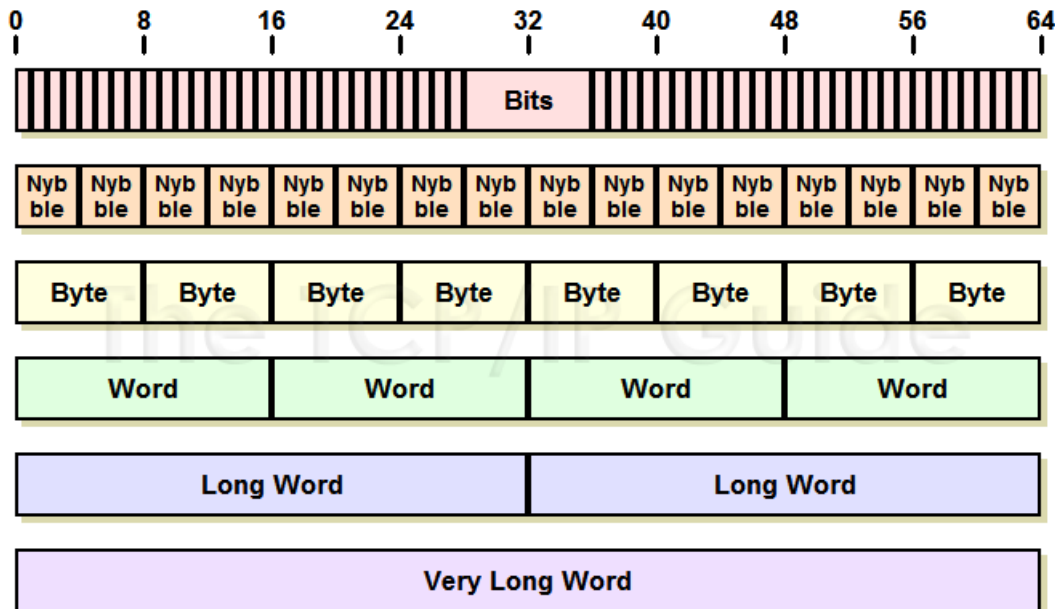 0 8 16 24 32 40 48 56 64
Bits
Nyb Nyb Nyb Nyb Nyb Nyb Nyb Nyb Nyb Nyb Nyb Nyb Nyb Nyb Nyb Nyb
ble ble ble ble ble ble ble ble ble ble ble ble ble ble ble ble
Byte Byte Byte Byte Byte Byte Byte Byte
The TCP/IP Guide
Word Word Word Word
Long Word Long Word
Very Long Word